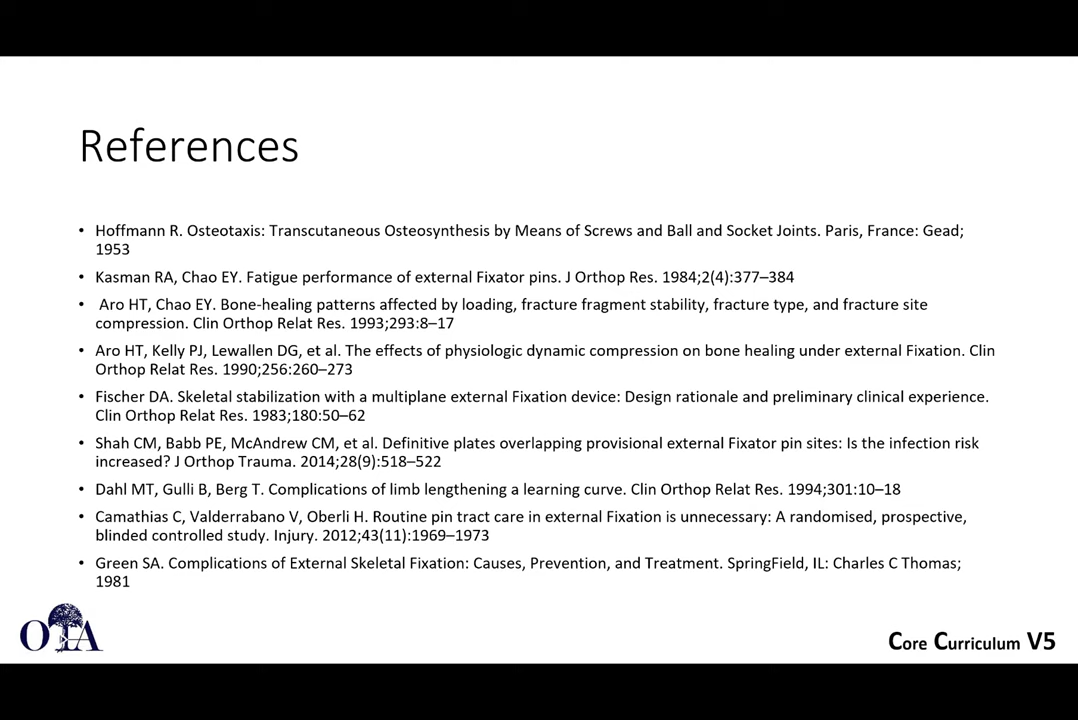 References
• Hoffmann R. Osteotaxis: Transcutaneous Osteosynthesis by Means of Screws and Ball and Socket Joints. Paris, France: Gead;
1953
• Kasman RA, Chao EY. Fatigue performance of external Fixator pins. J Orthop Res. 1984;2(4):377–384
• Aro HT, Chao EY. Bone-healing patterns affected by loading, fracture fragment stability, fracture type, and fracture site
compression. Clin Orthop Relat Res. 1993;293:8–17
• Aro HT, Kelly PJ, Lewallen DG, et al. The effects of physiologic dynamic compression on bone healing under external Fixation. Clin
Orthop Relat Res. 1990;256:260–273
• Fischer DA. Skeletal stabilization with a multiplane external Fixation device: Design rationale and preliminary clinical experience.
Clin Orthop Relat Res. 1983;180:50–62
• Shah CM, Babb PE, McAndrew CM, et al. Definitive plates overlapping provisional external Fixator pin sites: Is the infection risk
increased? J Orthop Trauma. 2014;28(9):518–522
• Dahl MT, Gulli B, Berg T. Complications of limb lengthening a learning curve. Clin Orthop Relat Res. 1994;301:10–18
• Camathias C, Valderrabano V, Oberli H. Routine pin tract care in external Fixation is unnecessary: A randomised, prospective,
blinded controlled study. Injury. 2012;43(11):1969–1973
• Green SA. Complications of External Skeletal Fixation: Causes, Prevention, and Treatment. SpringField, IL: Charles C Thomas;
1981
OTA
Core Curriculum V5